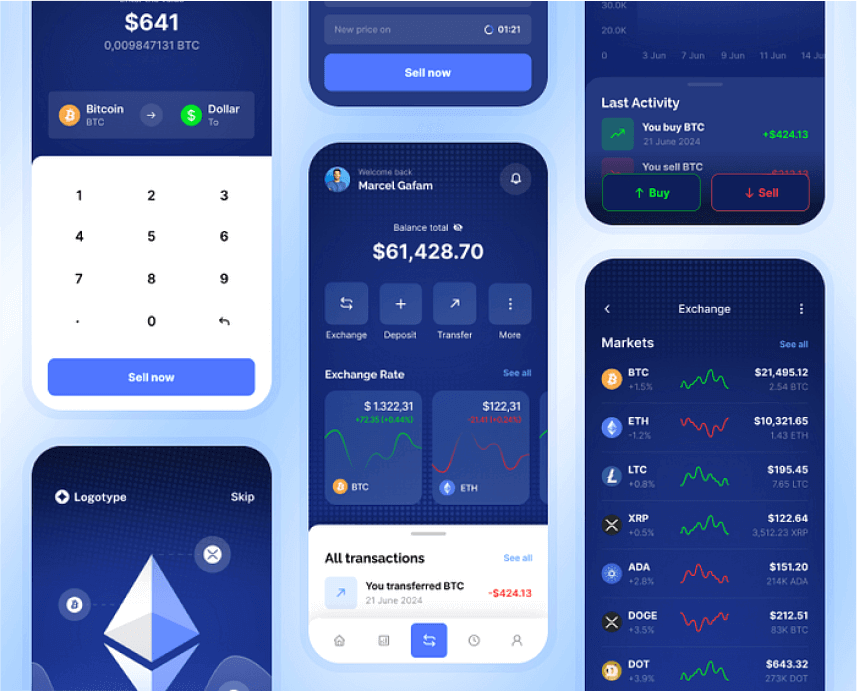 $641
0,009847131 BTC
Bitcoin
BTC
Dollar
To
1 2 3
4 5 6
7 8 9
. 0
Sell now
Logotype
Skip
New price on
01:21
Sell now
Welcome back
Marcel Gafam
Balance total
$61,428.70
Exchange
Deposit
Transfer
More
Exchange Rate
See all
$ 1.322,31
+72.35 (+0,44%)
BTC
$122,31
-21,41 (+0,24%)
ETH
All transactions
See all
You transferred BTC
21 June 2024
-$424.13
30.0K
20.0K
0 3 Jun 7 Jun 9 Jun 11 Jun 14 Ju
Last Activity
You buy BTC
21 June 2024
+$424.13
You sell BTC
Buy
Sell
Exchange
Markets
See all
BTC
+1.5%
$21,495.12
2.54 BTC
ETH
-1.2%
$10,321.65
1.43 ETH
LTC
+0.8%
$195.45
7.65 LTC
XRP
+0.5%
$122.64
3,512.23 XRP
ADA
+2.8%
$151.20
214K ADA
DOGE
+3.5%
$212.51
83K BTC
DOT
+3.9%
$643.32
273K DOT